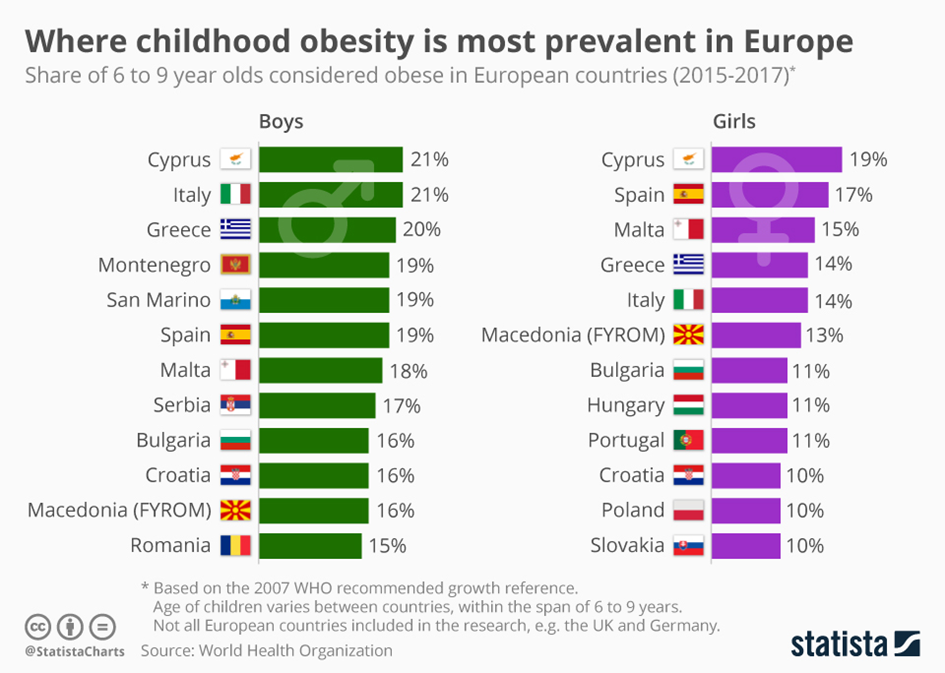 Where childhood obesity is most prevalent in Europe
Share of 6 to 9 year olds considered obese in European countries (2015-2017)*
Boys
Cyprus 21%
Italy 21%
Greece 20%
Montenegro 19%
San Marino 19%
Spain 19%
Malta 18%
Serbia 17%
Bulgaria 16%
Croatia 16%
Macedonia (FYROM) 16%
Romania 15%
Girls
Cyprus 19%
Spain 17%
Malta 15%
Greece 14%
Italy 14%
Macedonia (FYROM) 13%
Bulgaria 11%
Hungary 11%
Portugal 11%
Croatia 10%
Poland 10%
Slovakia 10%
* Based on the 2007 WHO recommended growth reference.
Age of children varies between countries, within the span of 6 to 9 years.
Not all European countries included in the research, e.g. the UK and Germany.
cc
@StatistaCharts Source: World Health Organization
statista